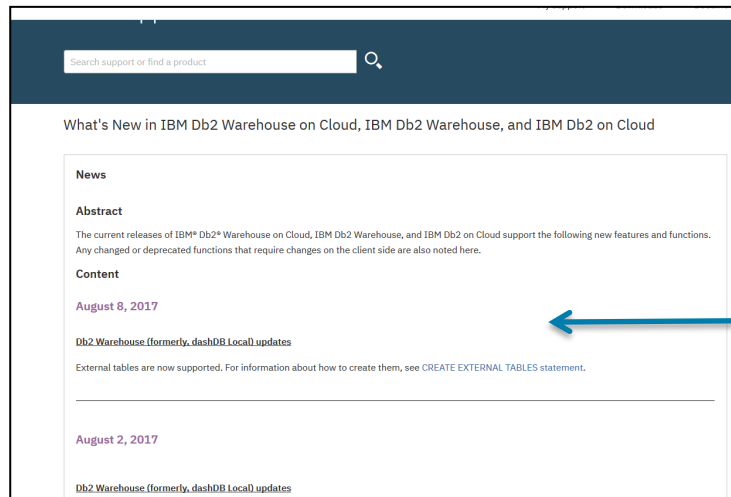 Search support or find a product
What's New in IBM Db2 Warehouse on Cloud, IBM Db2 Warehouse, and IBM Db2 on Cloud
News
Abstract
The current releases of IBM® Db2® Warehouse on Cloud, IBM Db2 Warehouse, and IBM Db2 on Cloud support the following new features and functions.
Any changed or deprecated functions that require changes on the client side are also noted here.
Content
August 8, 2017
Db2 Warehouse (formerly, dashDB Local) updates
External tables are now supported. For information about how to create them, see CREATE EXTERNAL TABLES statement.
August 2, 2017
Db2 Warehouse (formerly, dashDB Local) updates